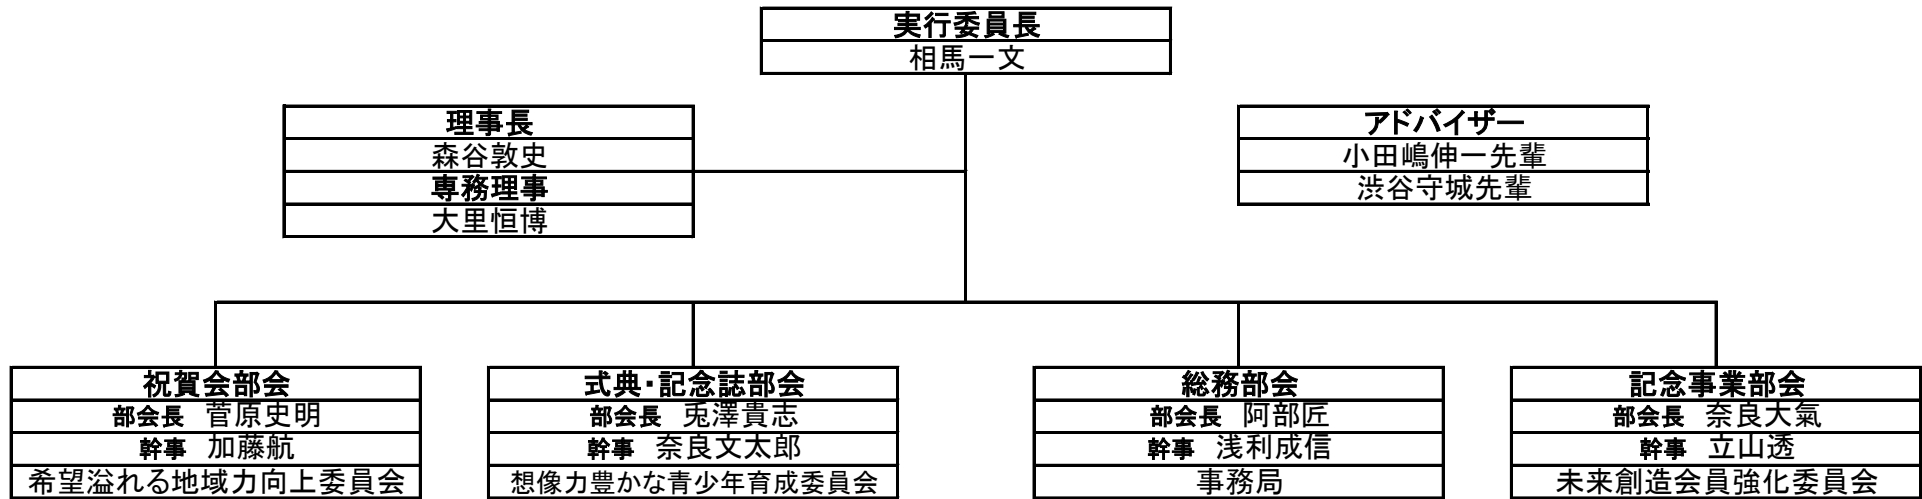 実行委員長
相馬一文
理事長
森谷敦史
専務理事
大里恒博
アドバイザー
小田嶋伸一先輩
渋谷守城先輩
祝賀会部会
部会長 菅原史明
幹事 加藤航
希望溢れる地域力向上委員会
式典・記念誌部会
部会長 兎澤貴志
幹事 奈良文太郎
想像力豊かな青少年育成委員会
総務部会
部会長 阿部匠
幹事 浅利成信
事務局
記念事業部会
部会長 奈良大氣
幹事 立山透
未来創造会員強化委員会